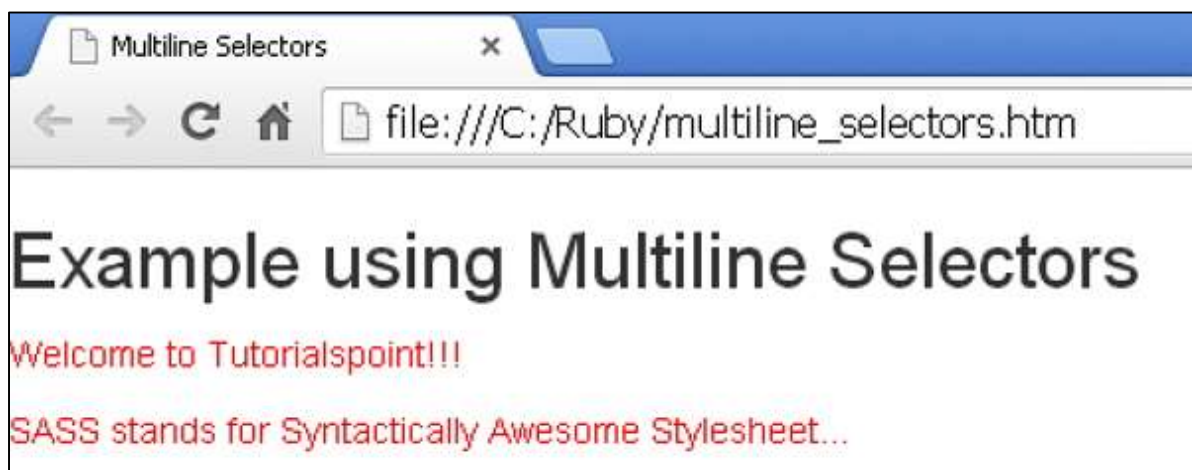 Multiline Selectors
file:///C:/Ruby/multiline_selectors.htm
Example using Multiline Selectors
Welcome to Tutorialspoint!!!
SASS stands for Syntactically Awesome Stylesheet...